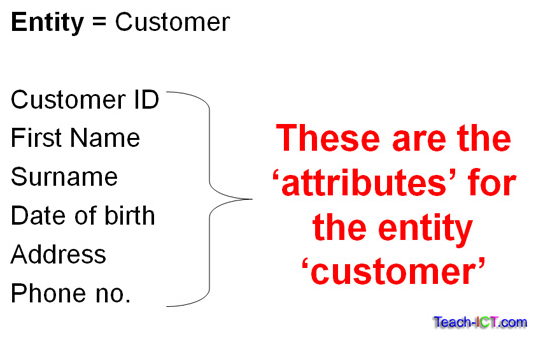 Entity = Customer
Customer ID
First Name
Surname
Date of birth
Address
Phone no.
These are the
‘attributes’ for
the entity
‘customer’
Teach-ICT.com